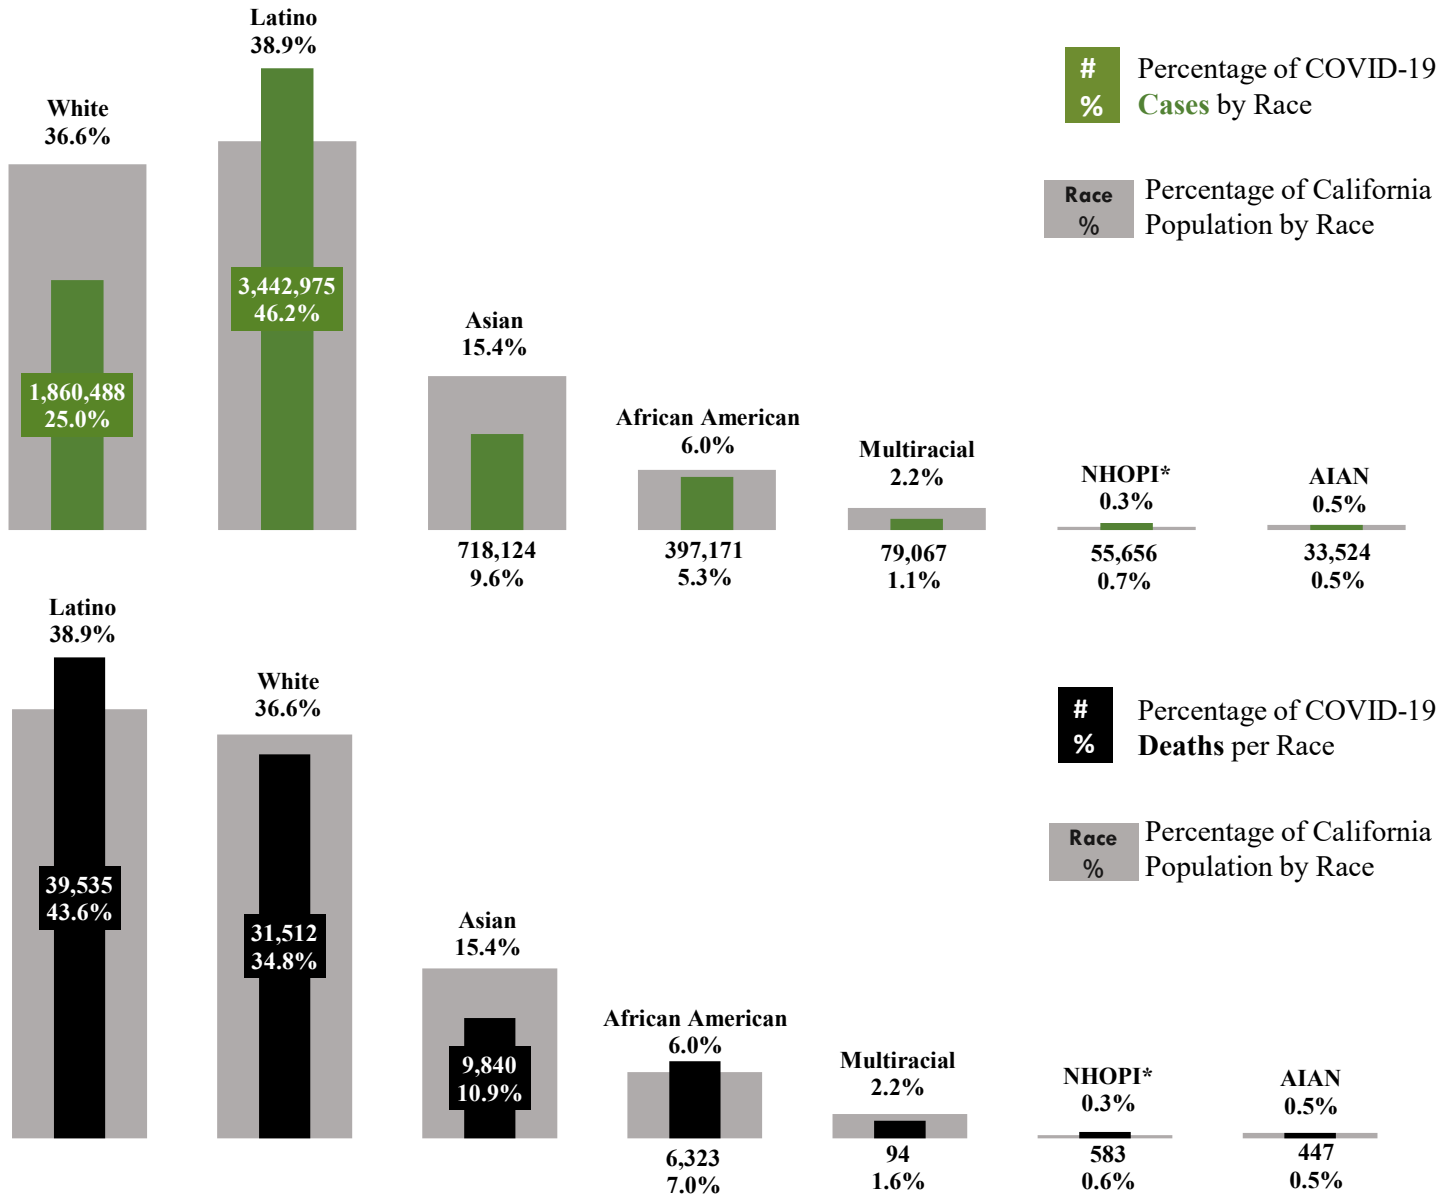 Latino
38.9%
White
36.6%
3,442,975
46.2%
1,860,488
25.0%
Asian
15.4%
African American
6.0%
Multiracial
2.2%
NHOPI*
0.3%
AIAN
0.5%
718,124
9.6%
397,171
5.3%
79,067
1.1%
55,656
0.7%
33,524
0.5%
#
%
Percentage of COVID-19
Cases by Race
Race
%
Percentage of California
Population by Race
Latino
38.9%
White
36.6%
39,535
43.6%
31,512
34.8%
Asian
15.4%
9,840
10.9%
African American
6.0%
Multiracial
2.2%
NHOPI*
0.3%
AIAN
0.5%
6,323
7.0%
94
1.6%
583
0.6%
447
0.5%
#
%
Percentage of COVID-19
Deaths per Race
Race
%
Percentage of California
Population by Race